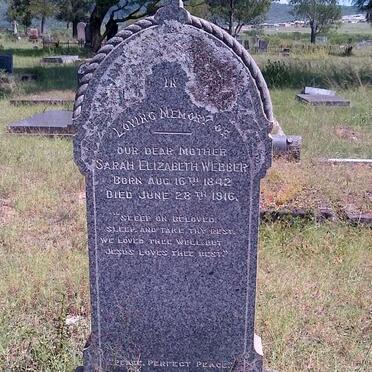 IN
LOVING MEMORY OF
OUR DEAR MOTHER
SARAH ELIZABETH WEBBER
BORN AUG. 16TH 1842
DIED JUNE 28TH 1916.
"SLEEP ON BELOVED,
SLEEP, AND TAKE THY REST,
WE LOVED THEE WELL, BUT
JESUS LOVES THEE BEST."
"PEACE, PERFECT PEACE."